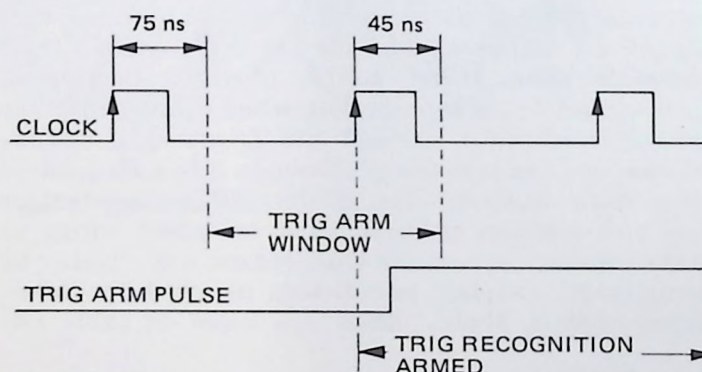 75 ns
45 ns
CLOCK
TRIG ARM
WINDOW
TRIG ARM PULSE
TRIG RECOGNITION
ARMED